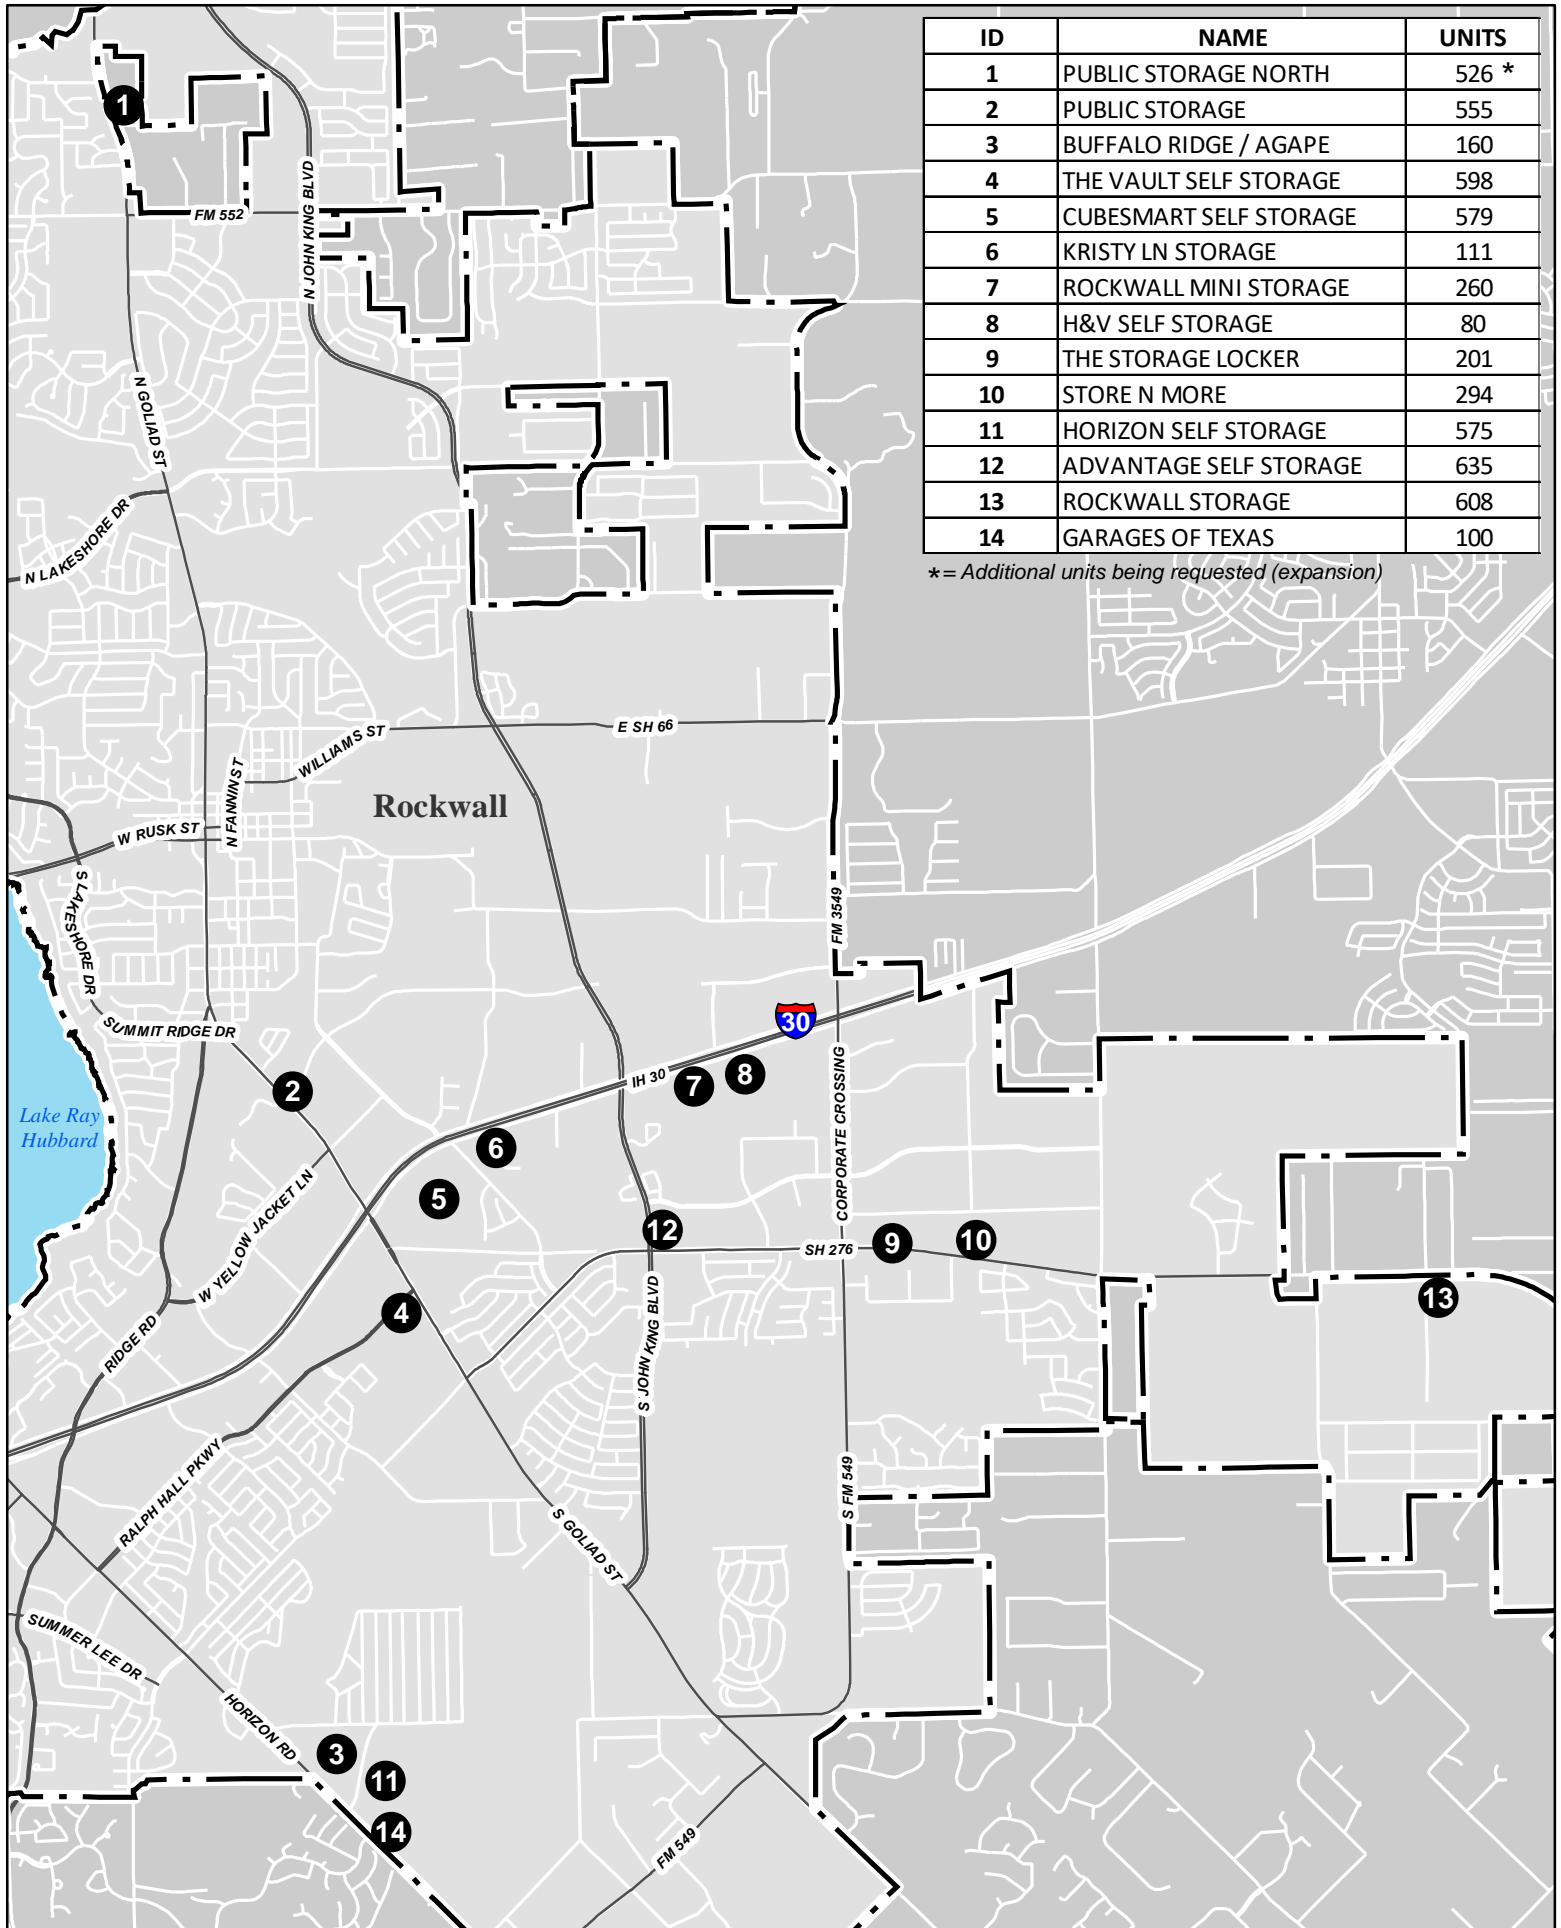 ID NAME UNITS
1 PUBLIC STORAGE NORTH 526 *
2 PUBLIC STORAGE 555
3 BUFFALO RIDGE / AGAPE 160
4 THE VAULT SELF STORAGE 598
5 CUBESMART SELF STORAGE 579
6 KRISTY LN STORAGE 111
7 ROCKWALL MINI STORAGE 260
8 H&V SELF STORAGE 80
9 THE STORAGE LOCKER 201
10 STORE N MORE 294
11 HORIZON SELF STORAGE 575
12 ADVANTAGE SELF STORAGE 635
13 ROCKWALL STORAGE 608
14 GARAGES OF TEXAS 100
*= Additional units being requested (expansion)
1
FM 552
N JOHN KING BLVD
N GOLIAD ST
N LAKESHORE DR
E SH 66
WILLIAMS ST
N FANNIN ST
Rockwall
W RUSK ST
S LAKESHORE DR
FM 3549
SUMMIT RIDGE DR
30
IH 30
2
7
8
Lake Ray
Hubbard
6
CORPORATE CROSSING
5
W YELLOW JACKET LN
12
SH 276
9
10
13
4
RIDGE RD
S JOHN KING BLVD
RALPH HALL PKWY
S FM 549
S GOLIAD ST
SUMMER LEE DR
HORIZON RD
3
11
14
FM 549